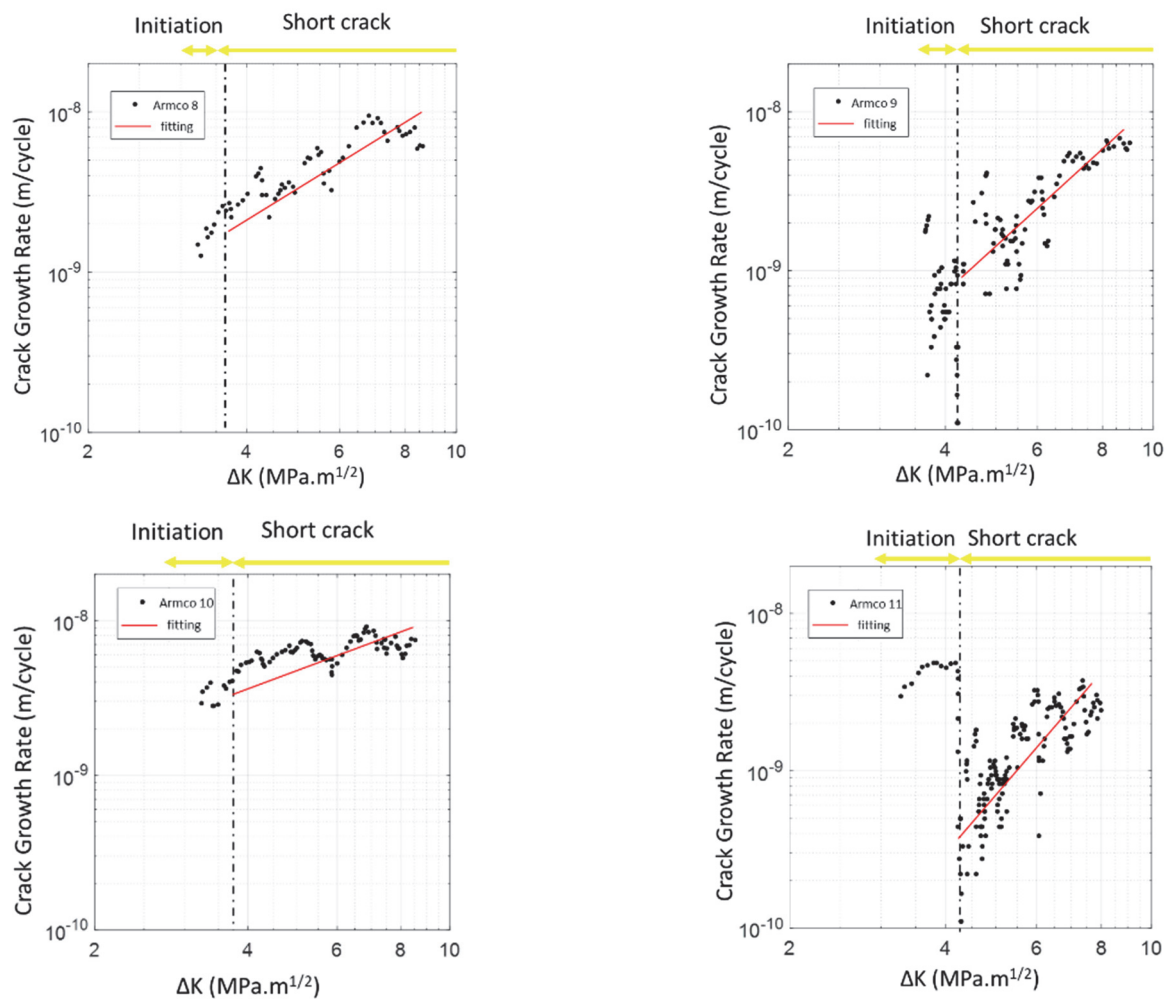 Initiation Short crack
Armco 8
fitting
10⁻⁸
10⁻⁹
10⁻¹⁰
2 4 6 8 10
Crack Growth Rate (m/cycle)
ΔK (MPa.m¹/²)
Initiation Short crack
Armco 9
fitting
10⁻⁸
10⁻⁹
10⁻¹⁰
2 4 6 8 10
Crack Growth Rate (m/cycle)
ΔK (MPa.m¹/²)
Initiation Short crack
Armco 10
fitting
10⁻⁸
10⁻⁹
10⁻¹⁰
2 4 6 8 10
Crack Growth Rate (m/cycle)
ΔK (MPa.m¹/²)
Initiation Short crack
Armco 11
fitting
10⁻⁸
10⁻⁹
10⁻¹⁰
2 4 6 8 10
Crack Growth Rate (m/cycle)
ΔK (MPa.m¹/²)